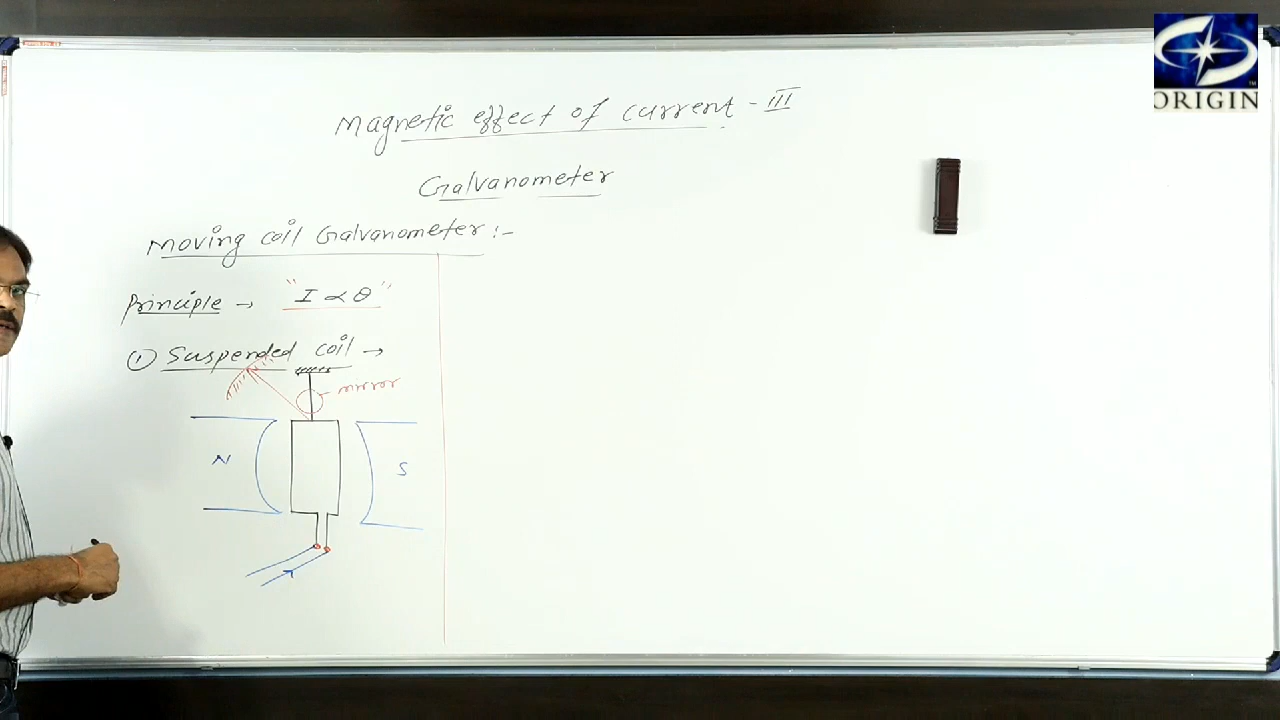 ORIGIN
Magnetic effect of current - III
Galvanometer
Moving coil Galvanometer :-
Principle → "I ∝ θ"
① Suspended coil →
mirror
N
S